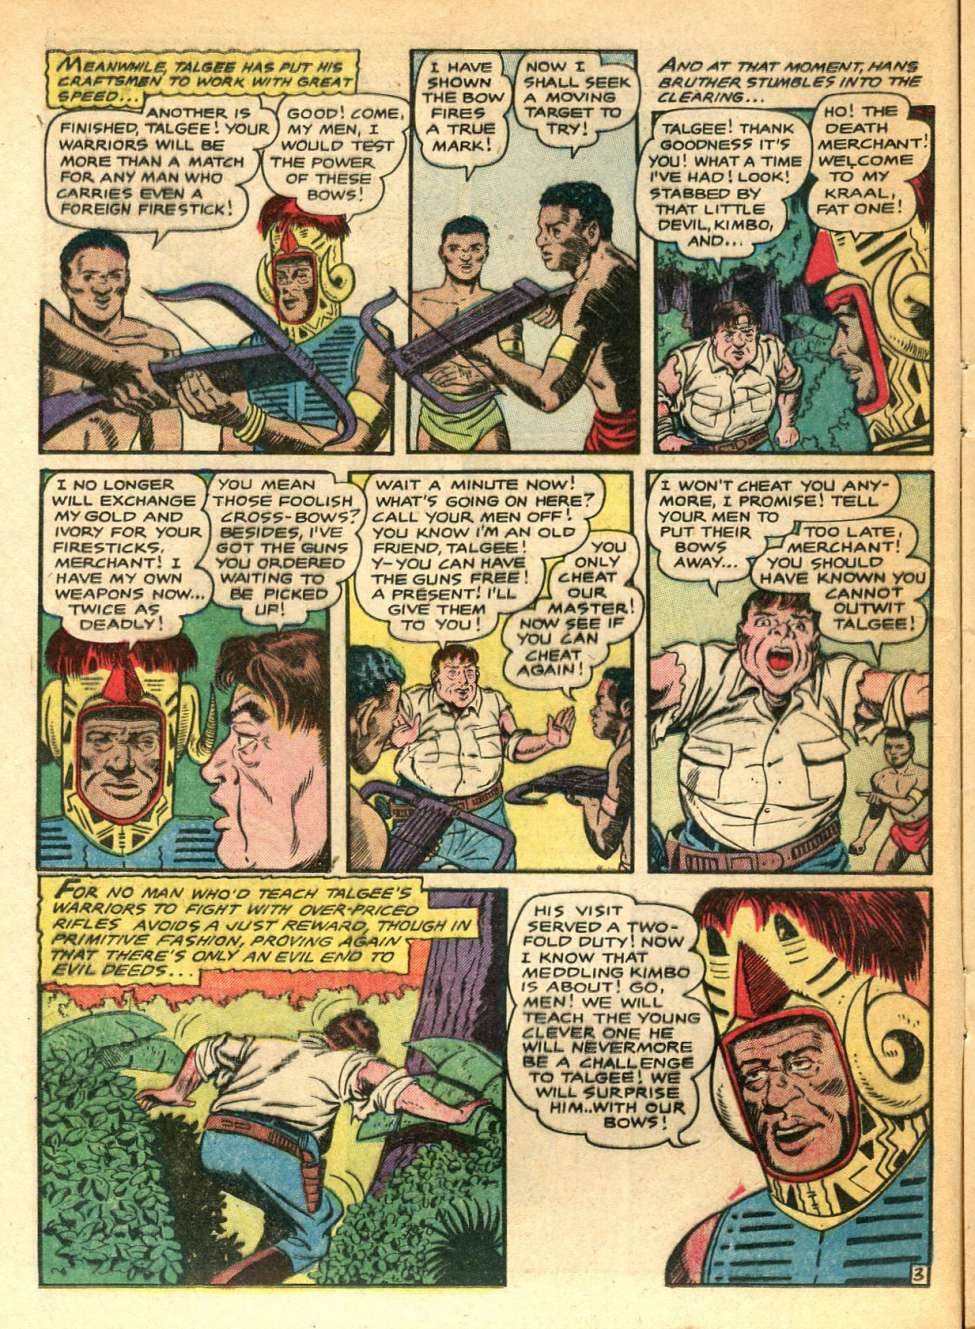 MEANWHILE, TALGEE HAS PUT HIS
CRAFTSMEN TO WORK WITH GREAT
SPEED...
ANOTHER IS
FINISHED, TALGEE! YOUR
WARRIORS WILL BE
MORE THAN A MATCH
FOR ANY MAN WHO
CARRIES EVEN A
FOREIGN FIRESTICK!
GOOD! COME,
MY MEN, I
WOULD TEST
THE POWER
OF THESE
BOWS!
I HAVE
SHOWN
THE BOW
FIRES
A TRUE
MARK!
NOW I
SHALL SEEK
A MOVING
TARGET TO
TRY!
AND AT THAT MOMENT, HANS
BRUTHER STUMBLES INTO THE
CLEARING...
TALGEE! THANK
GOODNESS IT'S
YOU! WHAT A TIME
I'VE HAD! LOOK!
STABBED BY
THAT LITTLE
DEVIL, KIMBO,
AND...
HO! THE
DEATH
MERCHANT!
WELCOME
TO MY
KRAAL,
FAT ONE!
I NO LONGER
WILL EXCHANGE
MY GOLD AND
IVORY FOR YOUR
FIRESTICKS,
MERCHANT! I
HAVE MY OWN
WEAPONS NOW...
TWICE AS
DEADLY!
YOU MEAN
THOSE FOOLISH
CROSS-BOWS?
BESIDES, I'VE
GOT THE GUNS
YOU ORDERED
WAITING TO
BE PICKED
UP!
WAIT A MINUTE NOW!
WHAT'S GOING ON HERE?
CALL YOUR MEN OFF!
YOU KNOW I'M AN OLD
FRIEND, TALGEE!
Y-YOU CAN HAVE
THE GUNS FREE!
A PRESENT! I'LL
GIVE THEM
TO YOU!
YOU
ONLY
CHEAT
OUR
MASTER!
NOW SEE IF
YOU CAN
CHEAT
AGAIN!
I WON'T CHEAT YOU ANY-
MORE, I PROMISE! TELL
YOUR MEN TO
PUT THEIR
BOWS
AWAY...
TOO LATE,
MERCHANT!
YOU SHOULD
HAVE KNOWN YOU
CANNOT
OUTWIT
TALGEE!
FOR NO MAN WHO'D TEACH TALGEE'S
WARRIORS TO FIGHT WITH OVER-PRICED
RIFLES AVOIDS A JUST REWARD, THOUGH IN
PRIMITIVE FASHION, PROVING AGAIN
THAT THERE'S ONLY AN EVIL END TO
EVIL DEEDS...
HIS VISIT
SERVED A TWO-
FOLD DUTY! NOW
I KNOW THAT
MEDDLING KIMBO
IS ABOUT! GO,
MEN! WE WILL
TEACH THE YOUNG
CLEVER ONE HE
WILL NEVERMORE
BE A CHALLENGE
TO TALGEE! WE
WILL SURPRISE
HIM..WITH OUR
BOWS!
3